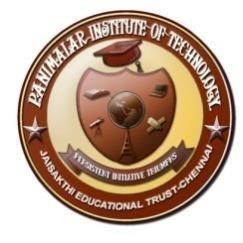 PANIMALAR INSTITUTE OF TECHNOLOGY
PERSISTENT INITIATIVE TRIUMPHS
JAISAKTHI EDUCATIONAL TRUST-CHENNAI